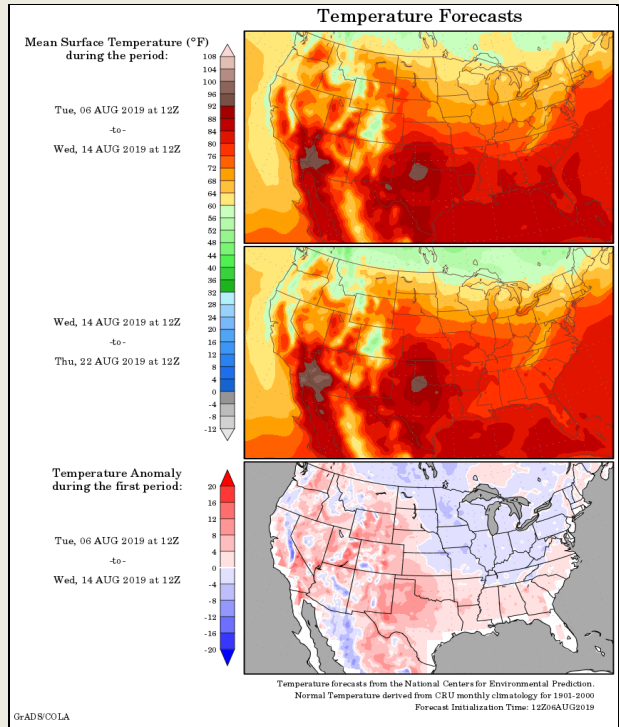 Temperature Forecasts
Mean Surface Temperature (°F)
during the period:
Tue, 06 AUG 2019 at 12Z
-to-
Wed, 14 AUG 2019 at 12Z
108
104
100
96
92
88
84
80
76
72
68
64
60
56
52
48
44
40
36
32
28
24
20
16
12
8
4
0
-4
-8
-12
Wed, 14 AUG 2019 at 12Z
-to-
Thu, 22 AUG 2019 at 12Z
Temperature Anomaly
during the first period:
Tue, 06 AUG 2019 at 12Z
-to-
Wed, 14 AUG 2019 at 12Z
20
16
12
8
4
0
-4
-8
-12
-16
-20
Temperature forecasts from the National Centers for Environmental Prediction.
Normal Temperature derived from CRU monthly climatology for 1901-2000
Forecast Initialization Time: 12Z06AUG2019
GrADS/COLA